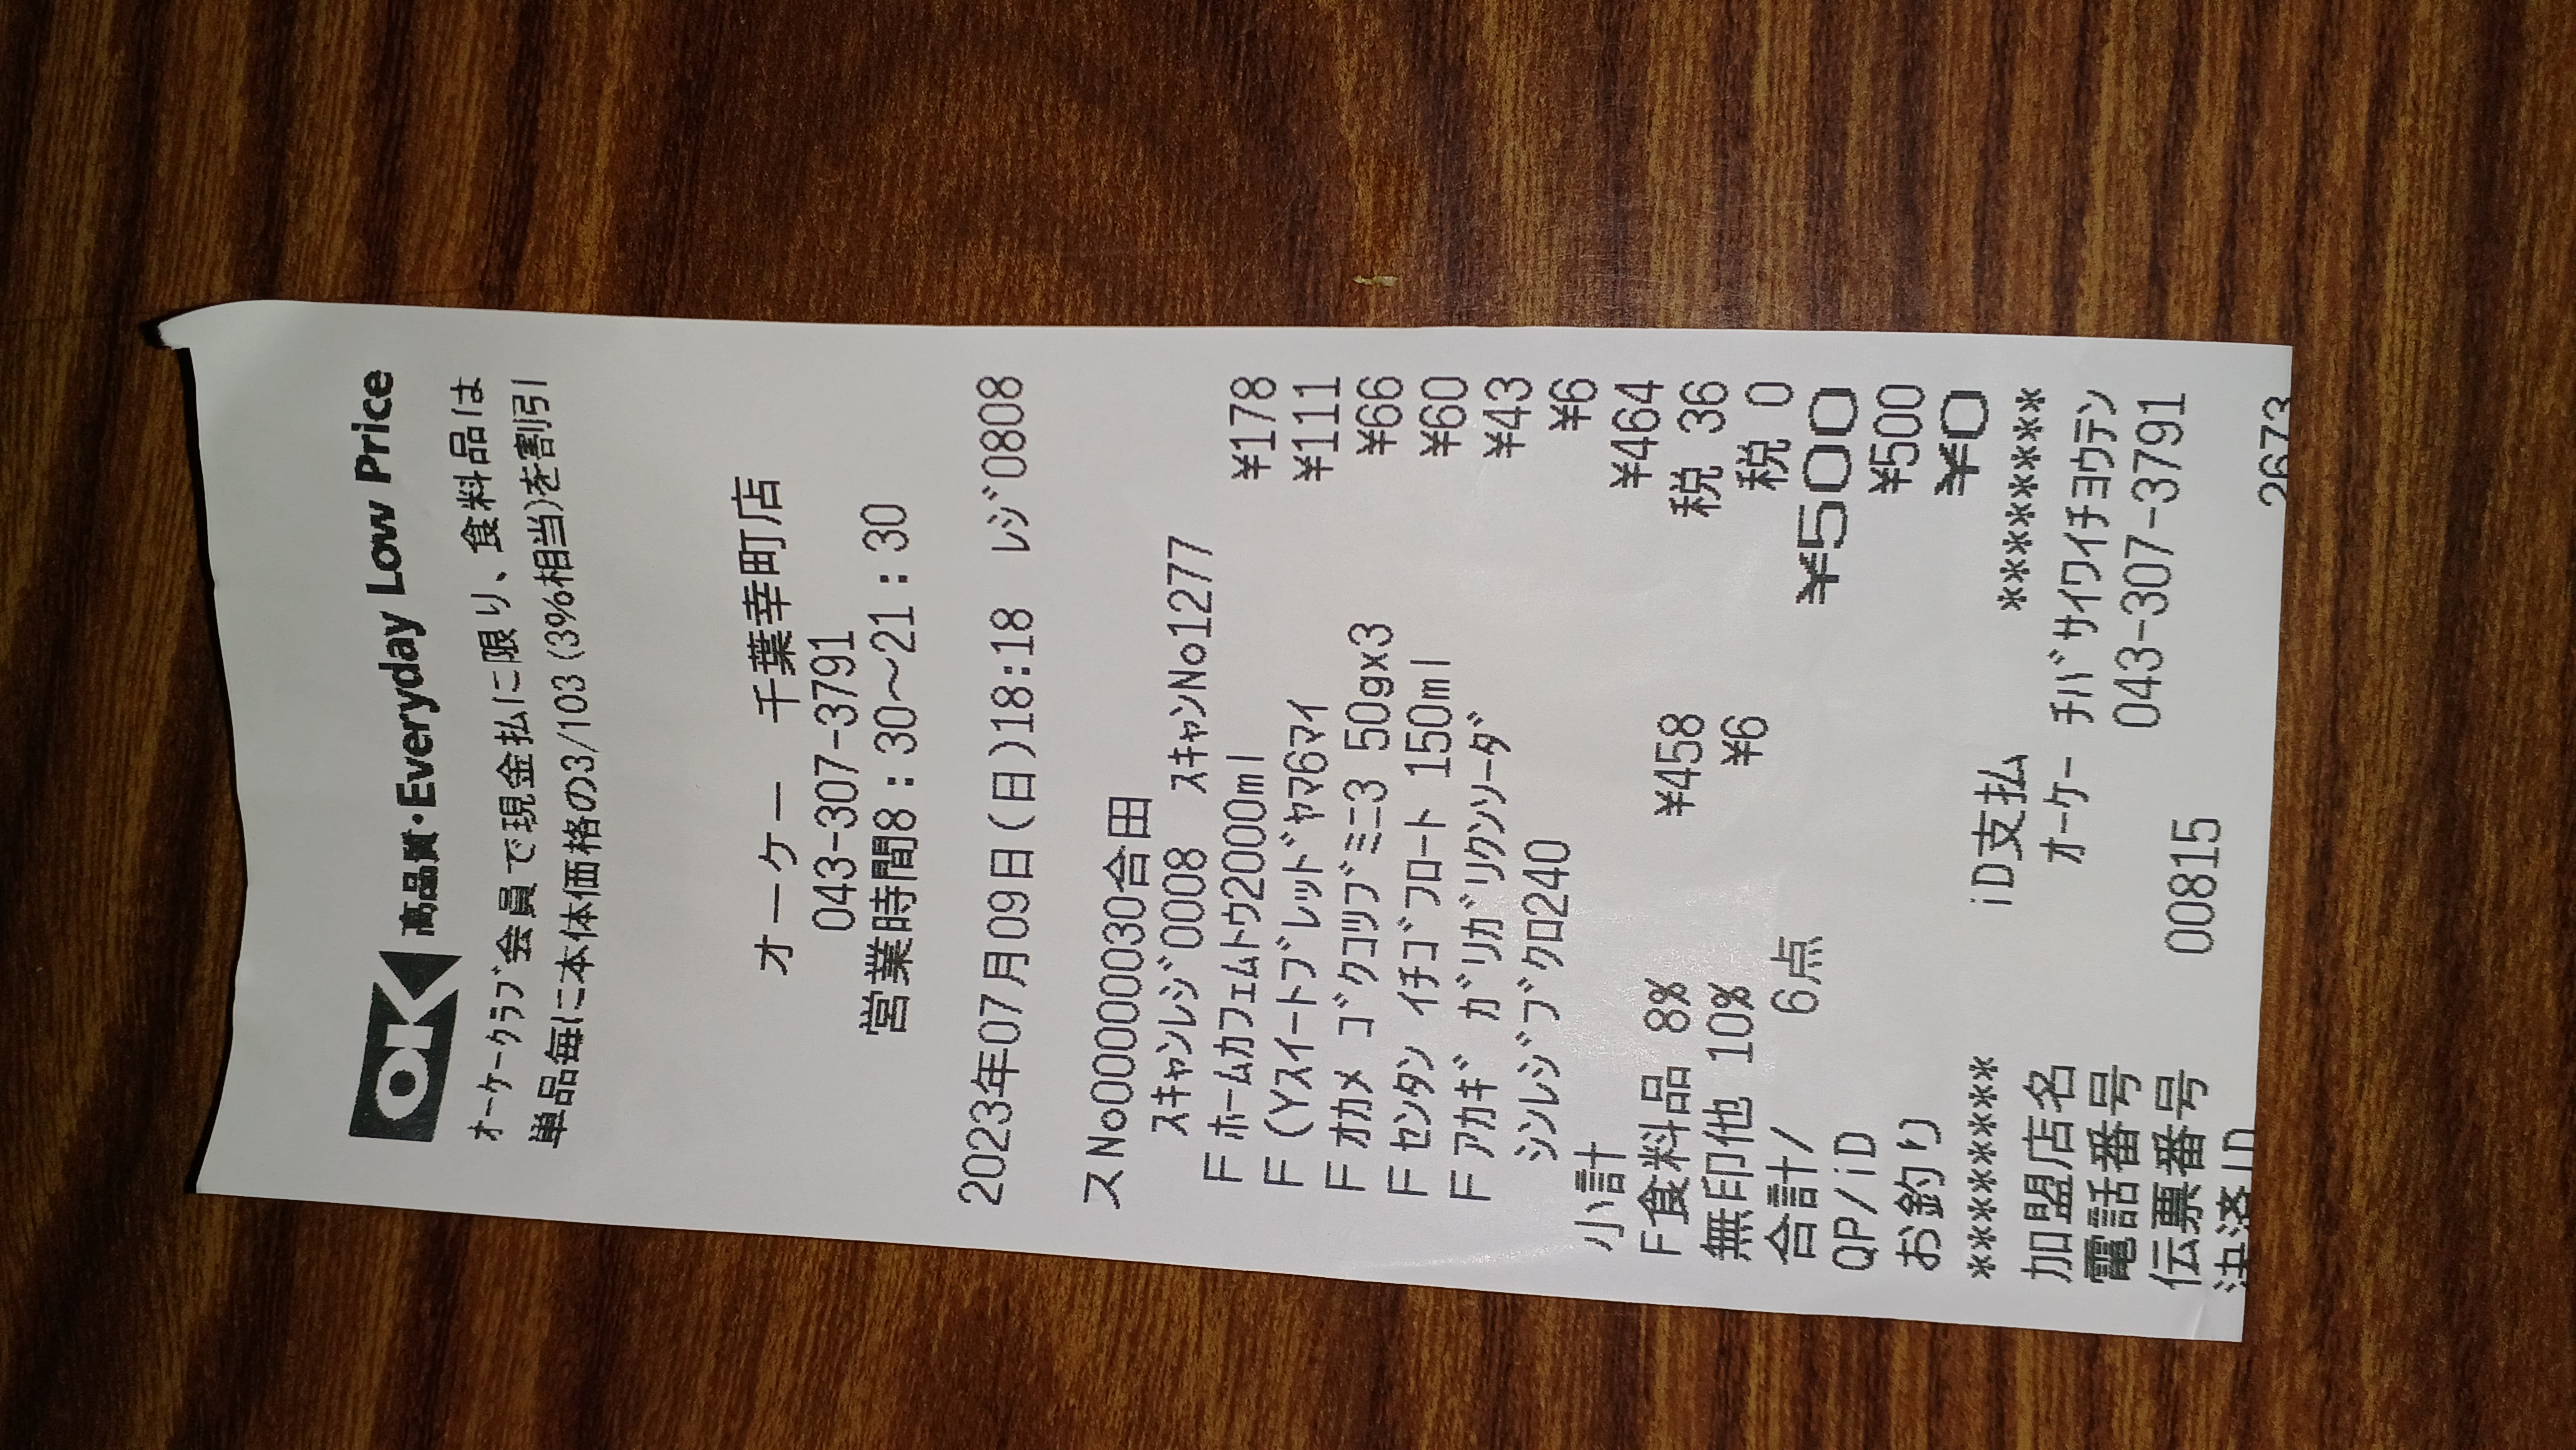 OK 高品質・Everyday Low Price
ｵｰｹｰｸﾗﾌﾞ会員で現金払に限り、食料品は
単品毎に本体価格の3/103(3%相当)を割引
オーケー 千葉幸町店
043-307-3791
営業時間8：30～21：30
2023年07月09日(日)18:18 ﾚｼﾞ0808
スNo00000030合田
ｽｷｬﾝﾚｼﾞ0008 ｽｷｬﾝNo1277
F ﾎｰﾑｶﾌｪﾑﾄｳ2000ml ¥178
F (Yｽｲｰﾄﾌﾞﾚｯﾄﾞﾔﾏ6ﾏｲ ¥111
F ｵｶﾒ ｺﾞｸｺﾂﾌﾞﾐﾆ3 50gx3 ¥66
F ｾﾝﾀﾝ ｲﾁｺﾞﾌﾛｰﾄ 150ml ¥60
F ｱｶｷﾞ ｶﾞﾘｶﾞﾘｸﾝｿｰﾀﾞ ¥43
ｼﾝﾚｼﾞﾌﾞｸﾛ240 ¥6
小計 ¥464
F食料品 8% ¥458 税 36
無印他 10% ¥6 税 0
合計/ 6点 ¥500
QP/iD ¥500
お釣り ¥0
******** iD支払 ********
加盟店名 ｵｰｹｰ ﾁﾊﾞｻｲﾜｲﾁﾖｳﾃﾝ
電話番号 043-307-3791
伝票番号 00815
決済ID 2673